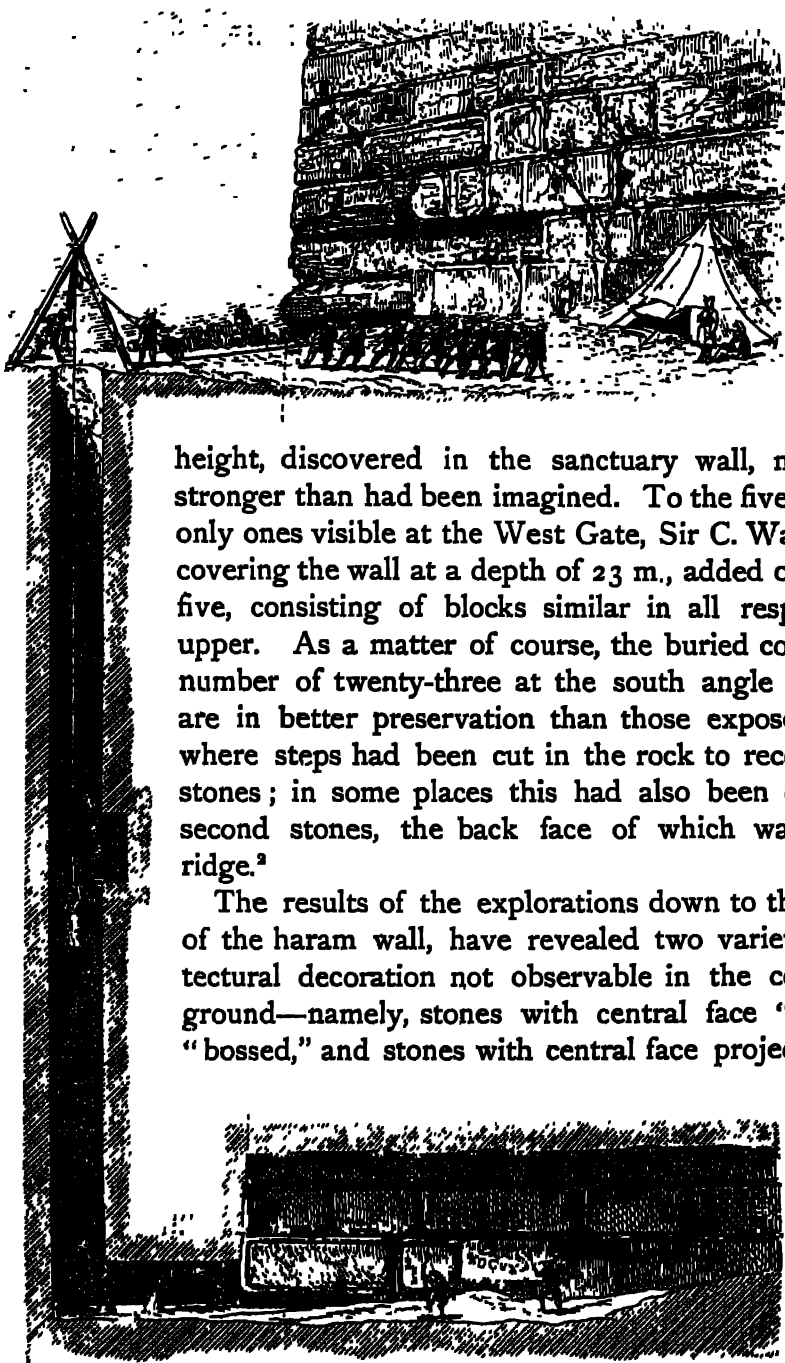 height, discovered in the sanctuary wall,
stronger than had been imagined. To the five
only ones visible at the West Gate, Sir C.
covering the wall at a depth of 23 m., added
five, consisting of blocks similar in all
upper. As a matter of course, the buried
number of twenty-three at the south angle
are in better preservation than those
where steps had been cut in the rock to
stones; in some places this had also been
second stones, the back face of which
ridge.²
The results of the explorations down to
of the haram wall, have revealed two
tectural decoration not observable in the
ground—namely, stones with central face "
"bossed," and stones with central face